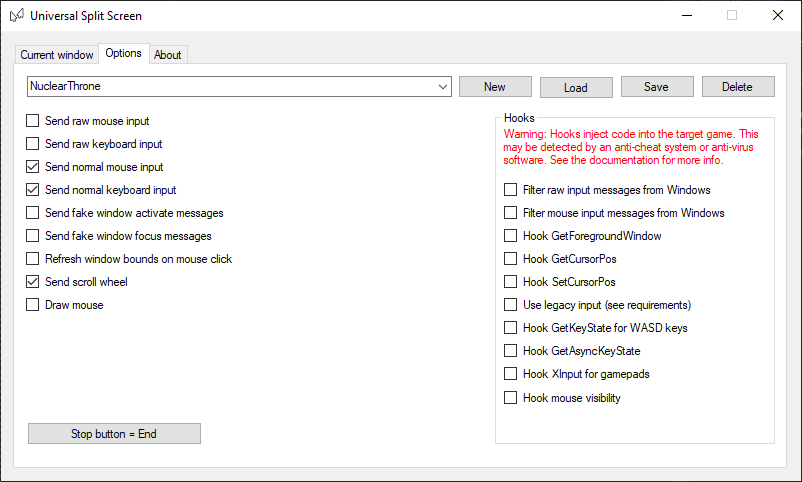 Universal Split Screen
Current window
Options
About
NuclearThrone
New
Load
Save
Delete
Send raw mouse input
Send raw keyboard input
Send normal mouse input
Send normal keyboard input
Send fake window activate messages
Send fake window focus messages
Refresh window bounds on mouse click
Send scroll wheel
Draw mouse
Stop button = End
Hooks
Warning: Hooks inject code into the target game. This
may be detected by an anti-cheat system or anti-virus
software. See the documentation for more info.
Filter raw input messages from Windows
Filter mouse input messages from Windows
Hook GetForegroundWindow
Hook GetCursorPos
Hook SetCursorPos
Use legacy input (see requirements)
Hook GetKeyState for WASD keys
Hook GetAsyncKeyState
Hook XInput for gamepads
Hook mouse visibility